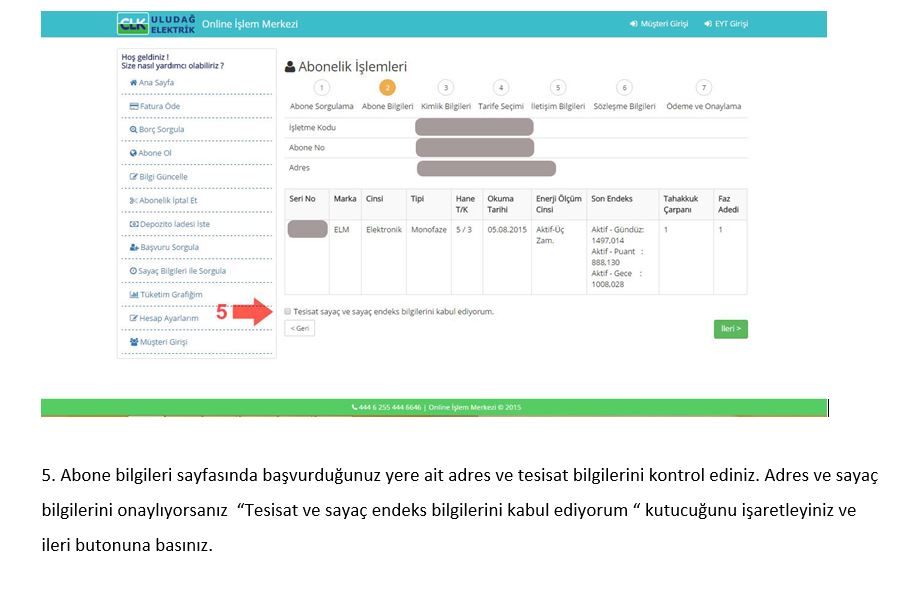 CLK ULUDAĞ ELEKTRİK Online İşlem Merkezi Müşteri Girişi EYT Girişi
Hoş geldiniz !
Size nasıl yardımcı olabiliriz ?
Ana Sayfa
Fatura Öde
Borç Sorgula
Abone Ol
Bilgi Güncelle
Abonelik İptal Et
Depozito İadesi İste
Başvuru Sorgula
Sayaç Bilgileri ile Sorgula
Tüketim Grafiğim
Hesap Ayarlarım
Müşteri Girişi
Abonelik İşlemleri
1 2 3 4 5 6 7
Abone Sorgulama Abone Bilgileri Kimlik Bilgileri Tarife Seçimi İletişim Bilgileri Sözleşme Bilgileri Ödeme ve Onaylama
İşletme Kodu
Abone No
Adres
Seri No Marka Cinsi Tipi Hane T/K Okuma Tarihi Enerji Ölçüm Cinsi Son Endeks Tahakkuk Çarpanı Faz Adedi
ELM Elektronik Monofaze 5 / 3 05.08.2015 Aktif-Üç Zam. Aktif - Gündüz: 1 1
1497,014
Aktif - Puant :
888,130
Aktif - Gece :
1008,028
5 Tesisat sayaç ve sayaç endeks bilgilerini kabul ediyorum.
< Geri İleri >
444 6 255 444 6646 | Online İşlem Merkezi © 2015
5. Abone bilgileri sayfasında başvurduğunuz yere ait adres ve tesisat bilgilerini kontrol ediniz. Adres ve sayaç
bilgilerini onaylıyorsanız “Tesisat ve sayaç endeks bilgilerini kabul ediyorum “ kutucuğunu işaretleyiniz ve
ileri butonuna basınız.